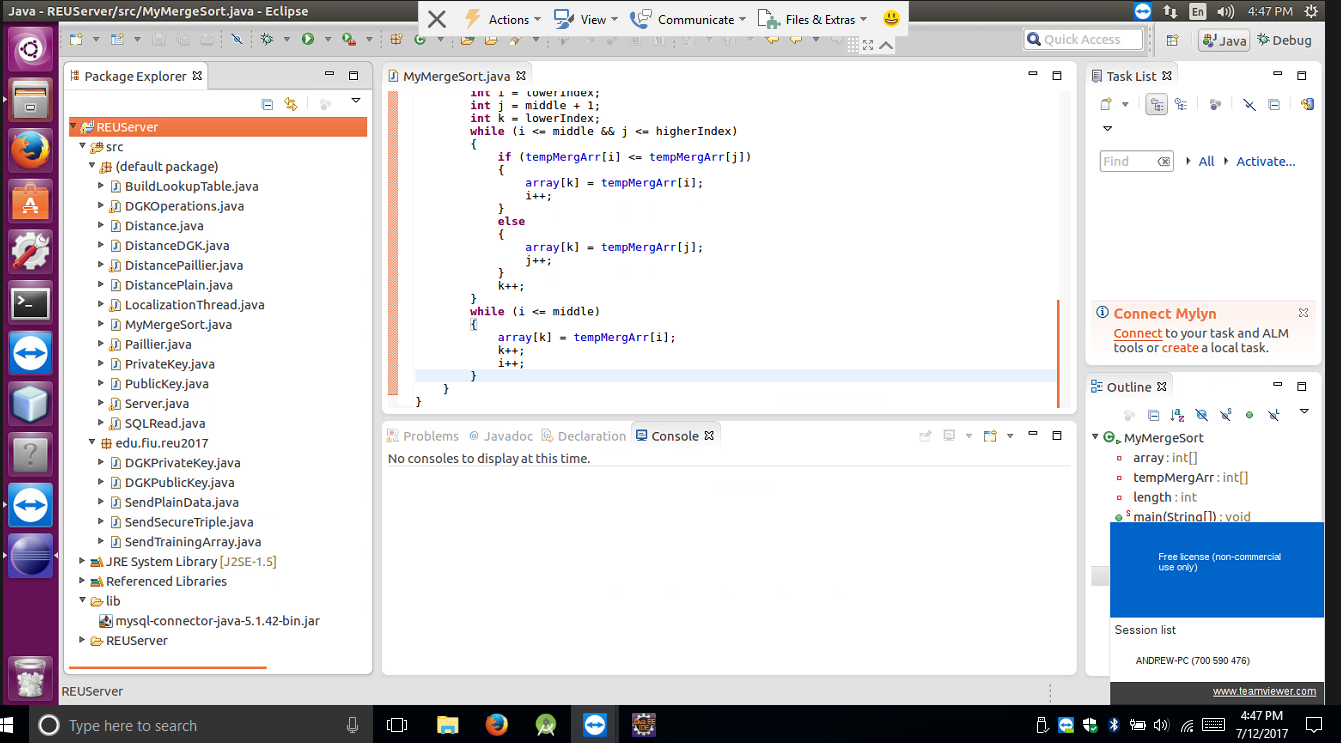 Java - REUServer/src/MyMergeSort.java - Eclipse
Actions View Communicate Files & Extras
En 4:47 PM
Quick Access Java Debug
Package Explorer
REUServer
src
(default package)
BuildLookupTable.java
DGKOperations.java
Distance.java
DistanceDGK.java
DistancePaillier.java
DistancePlain.java
LocalizationThread.java
MyMergeSort.java
Paillier.java
PrivateKey.java
PublicKey.java
Server.java
SQLRead.java
edu.fiu.reu2017
DGKPrivateKey.java
DGKPublicKey.java
SendPlainData.java
SendSecureTriple.java
SendTrainingArray.java
JRE System Library [J2SE-1.5]
Referenced Libraries
lib
mysql-connector-java-5.1.42-bin.jar
REUServer
REUServer
MyMergeSort.java
int i = lowerIndex;
int j = middle + 1;
int k = lowerIndex;
while (i <= middle && j <= higherIndex)
{
if (tempMergArr[i] <= tempMergArr[j])
{
array[k] = tempMergArr[i];
i++;
}
else
{
array[k] = tempMergArr[j];
j++;
}
k++;
}
while (i <= middle)
{
array[k] = tempMergArr[i];
k++;
i++;
}
}
}
Problems @ Javadoc Declaration Console
No consoles to display at this time.
Task List
Find All Activate...
Connect Mylyn
Connect to your task and ALM
tools or create a local task.
Outline
MyMergeSort
array : int[]
tempMergArr : int[]
length : int
main(String[]) : void
Free license (non-commercial
use only)
Session list
ANDREW-PC (700 590 476)
www.teamviewer.com
Type here to search
4:47 PM
7/12/2017